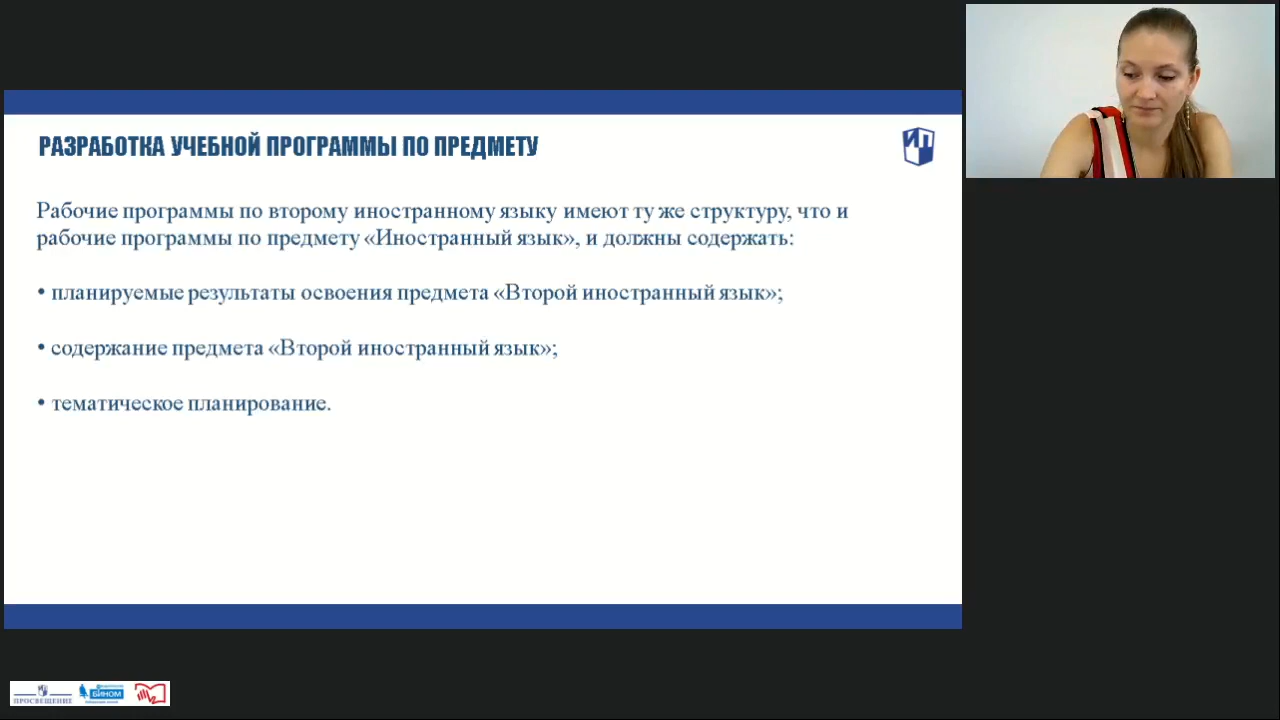 РАЗРАБОТКА УЧЕБНОЙ ПРОГРАММЫ ПО ПРЕДМЕТУ
ИП
Рабочие программы по второму иностранному языку имеют ту же структуру, что и
рабочие программы по предмету «Иностранный язык», и должны содержать:
• планируемые результаты освоения предмета «Второй иностранный язык»;
• содержание предмета «Второй иностранный язык»;
• тематическое планирование.
ПРОСВЕЩЕНИЕ
БИНОМ